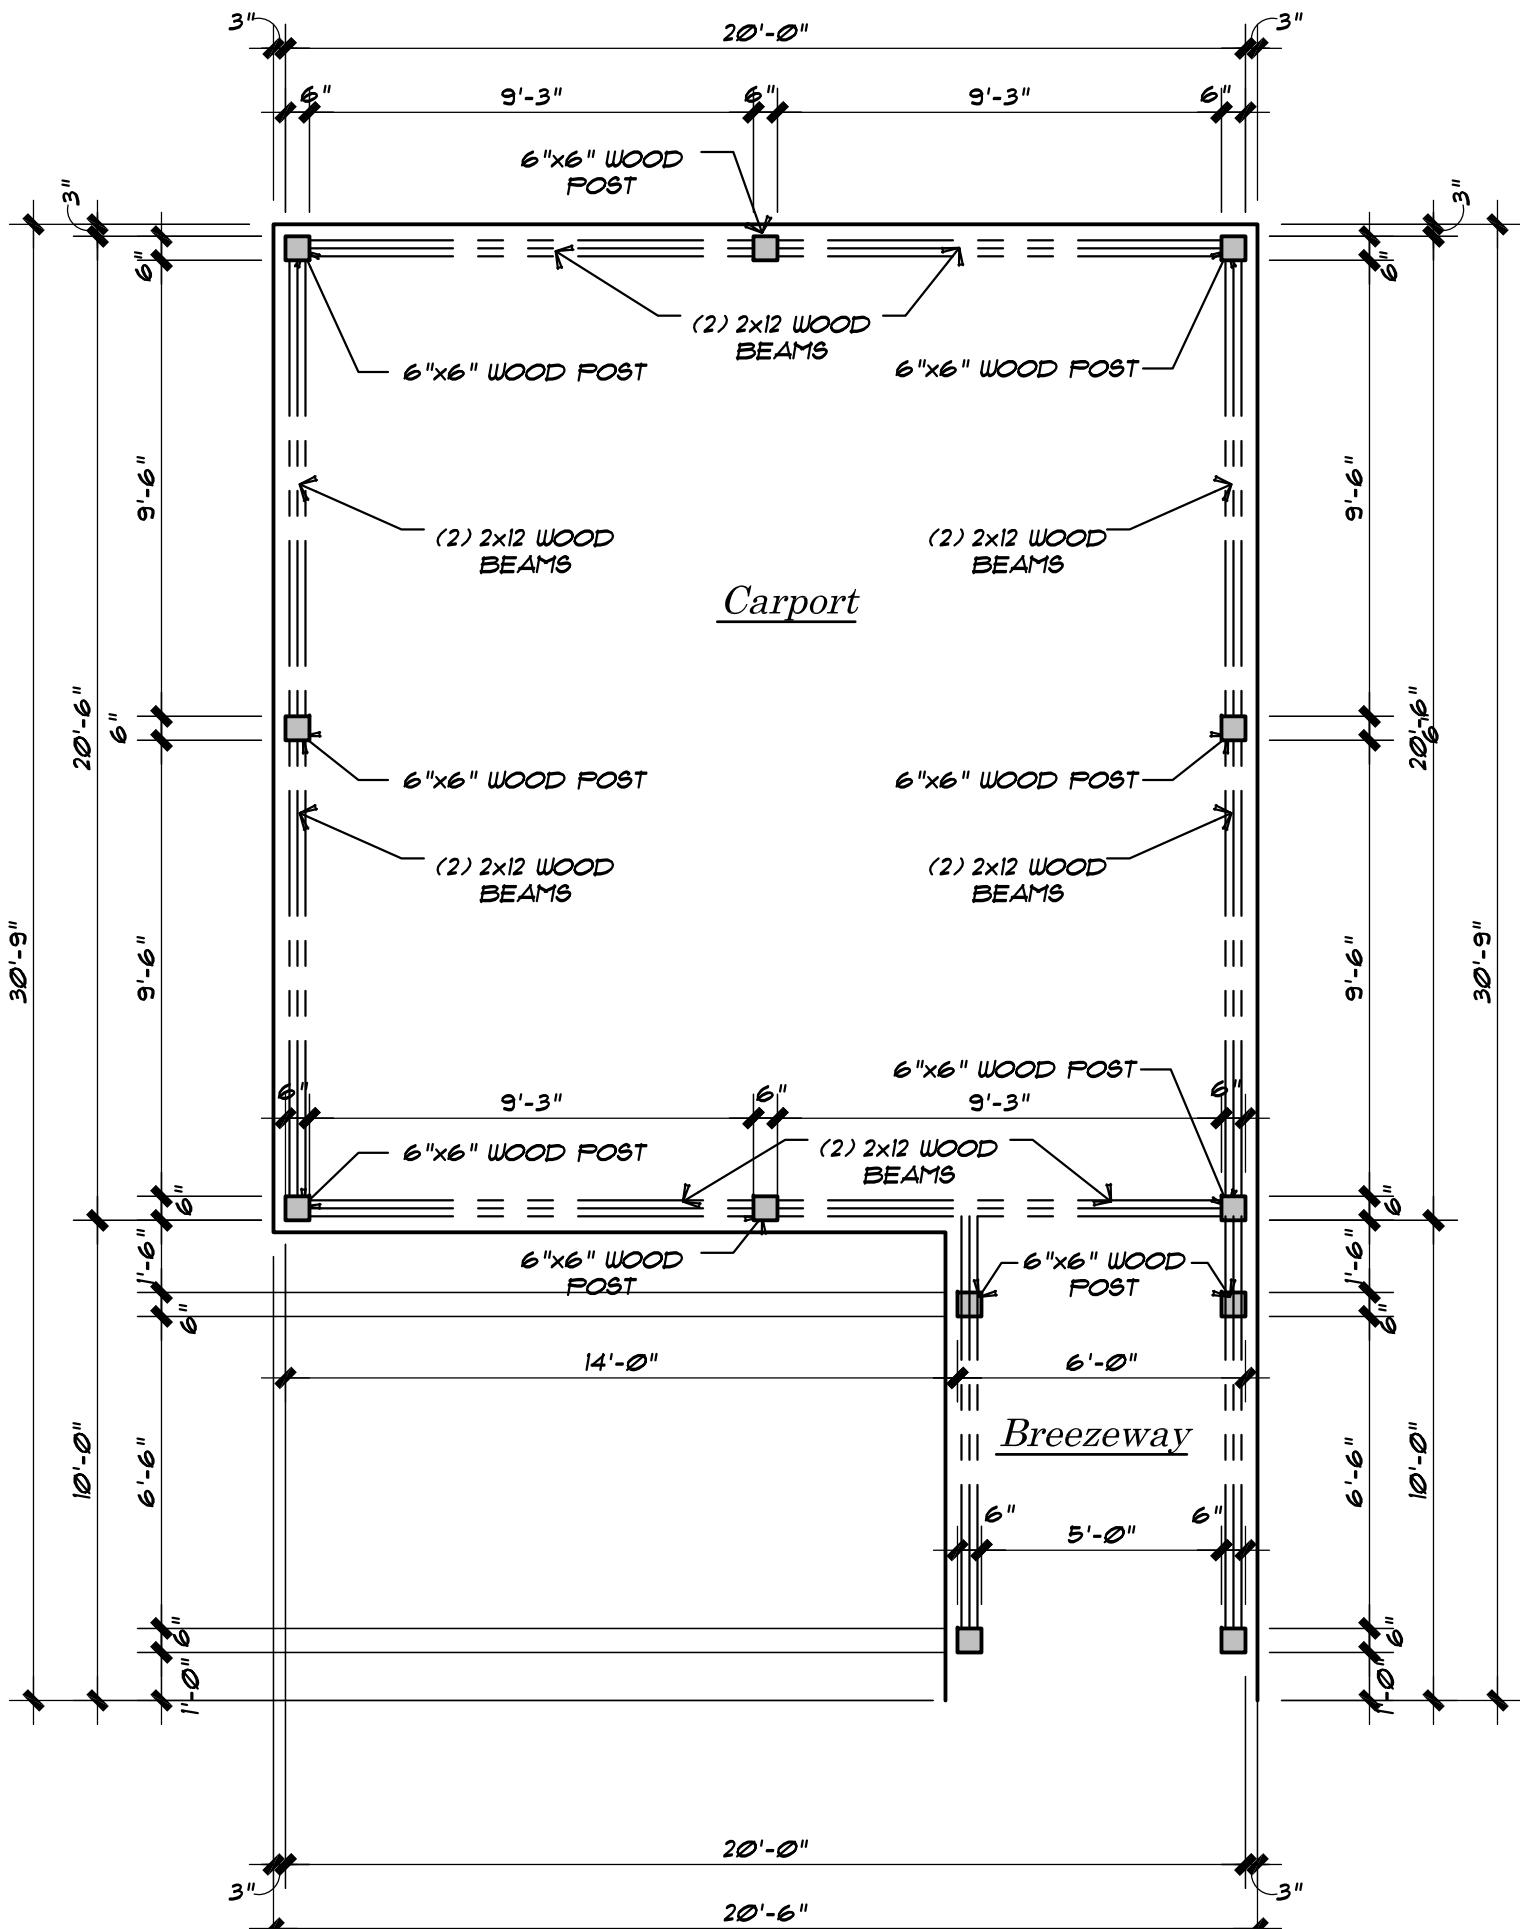 3" 20'-0" 3"
6" 9'-3" 6" 9'-3" 6"
6"x6" WOOD
POST
3" 3"
6" 6"
(2) 2x12 WOOD
BEAMS
6"x6" WOOD POST 6"x6" WOOD POST
9'-6" 9'-6"
(2) 2x12 WOOD (2) 2x12 WOOD
BEAMS BEAMS
Carport
20'-6" 6" 20'-6" 6"
6"x6" WOOD POST 6"x6" WOOD POST
(2) 2x12 WOOD (2) 2x12 WOOD
BEAMS BEAMS
30'-9" 9'-6" 9'-6" 30'-9"
6"x6" WOOD POST
6" 9'-3" 6" 9'-3" 6"
6"x6" WOOD POST (2) 2x12 WOOD
BEAMS
6" 6"
1'-6" 6"x6" WOOD 6"x6" WOOD 1'-6"
POST POST
6" 6"
14'-0" 6'-0"
Breezeway
10'-0" 6'-6" 6'-6" 10'-0"
6" 5'-0" 6"
6" 6"
1'-0" 1'-0"
20'-0"
3" 3"
20'-6"